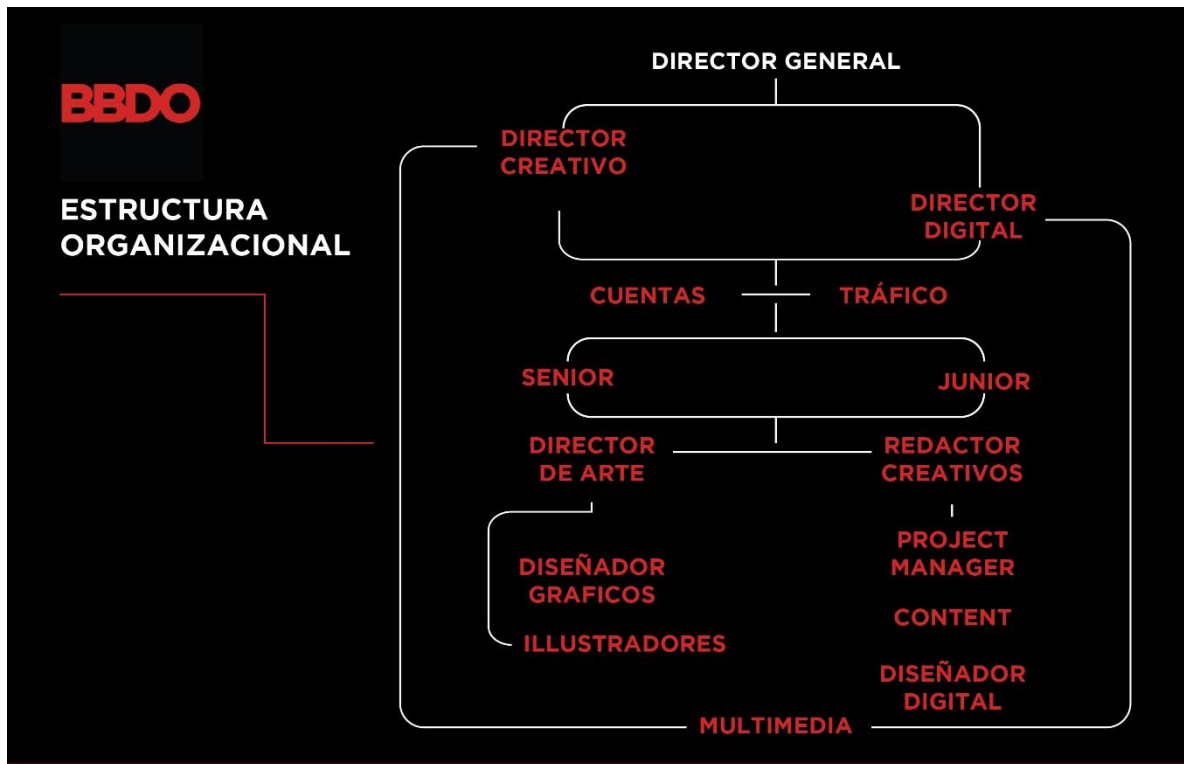 BBDO
ESTRUCTURA
ORGANIZACIONAL
DIRECTOR GENERAL
DIRECTOR
CREATIVO
DIRECTOR
DIGITAL
CUENTAS
TRÁFICO
SENIOR
JUNIOR
DIRECTOR
DE ARTE
REDACTOR
CREATIVOS
DISEÑADOR
GRAFICOS
ILLUSTRADORES
PROJECT
MANAGER
CONTENT
DISEÑADOR
DIGITAL
MULTIMEDIA